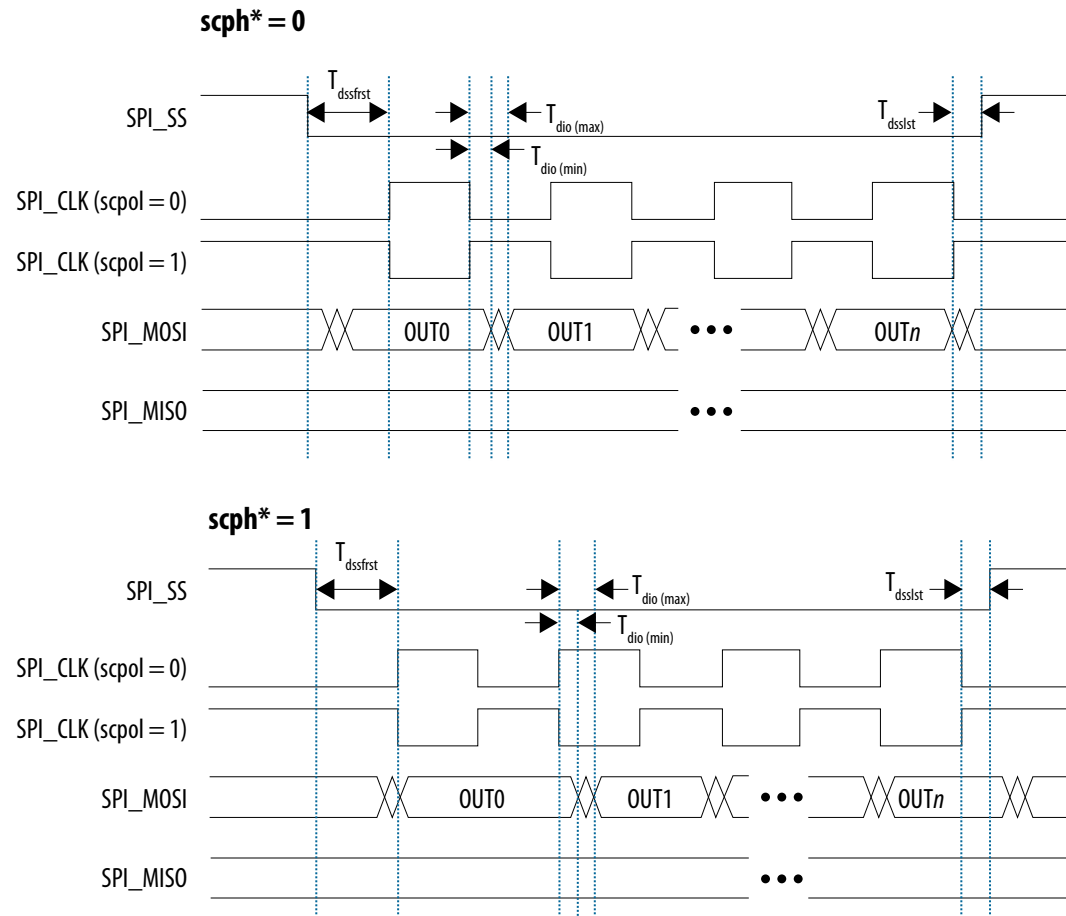 scph* = 0
T dssfrst
SPI_SS
T dio (max)
T dsslst
T dio (min)
SPI_CLK (scpol = 0)
SPI_CLK (scpol = 1)
SPI_MOSI
OUT0
OUT1
•••
OUTn
SPI_MISO
•••
scph* = 1
T dssfrst
SPI_SS
T dio (max)
T dsslst
T dio (min)
SPI_CLK (scpol = 0)
SPI_CLK (scpol = 1)
SPI_MOSI
OUT0
OUT1
•••
OUTn
SPI_MISO
•••